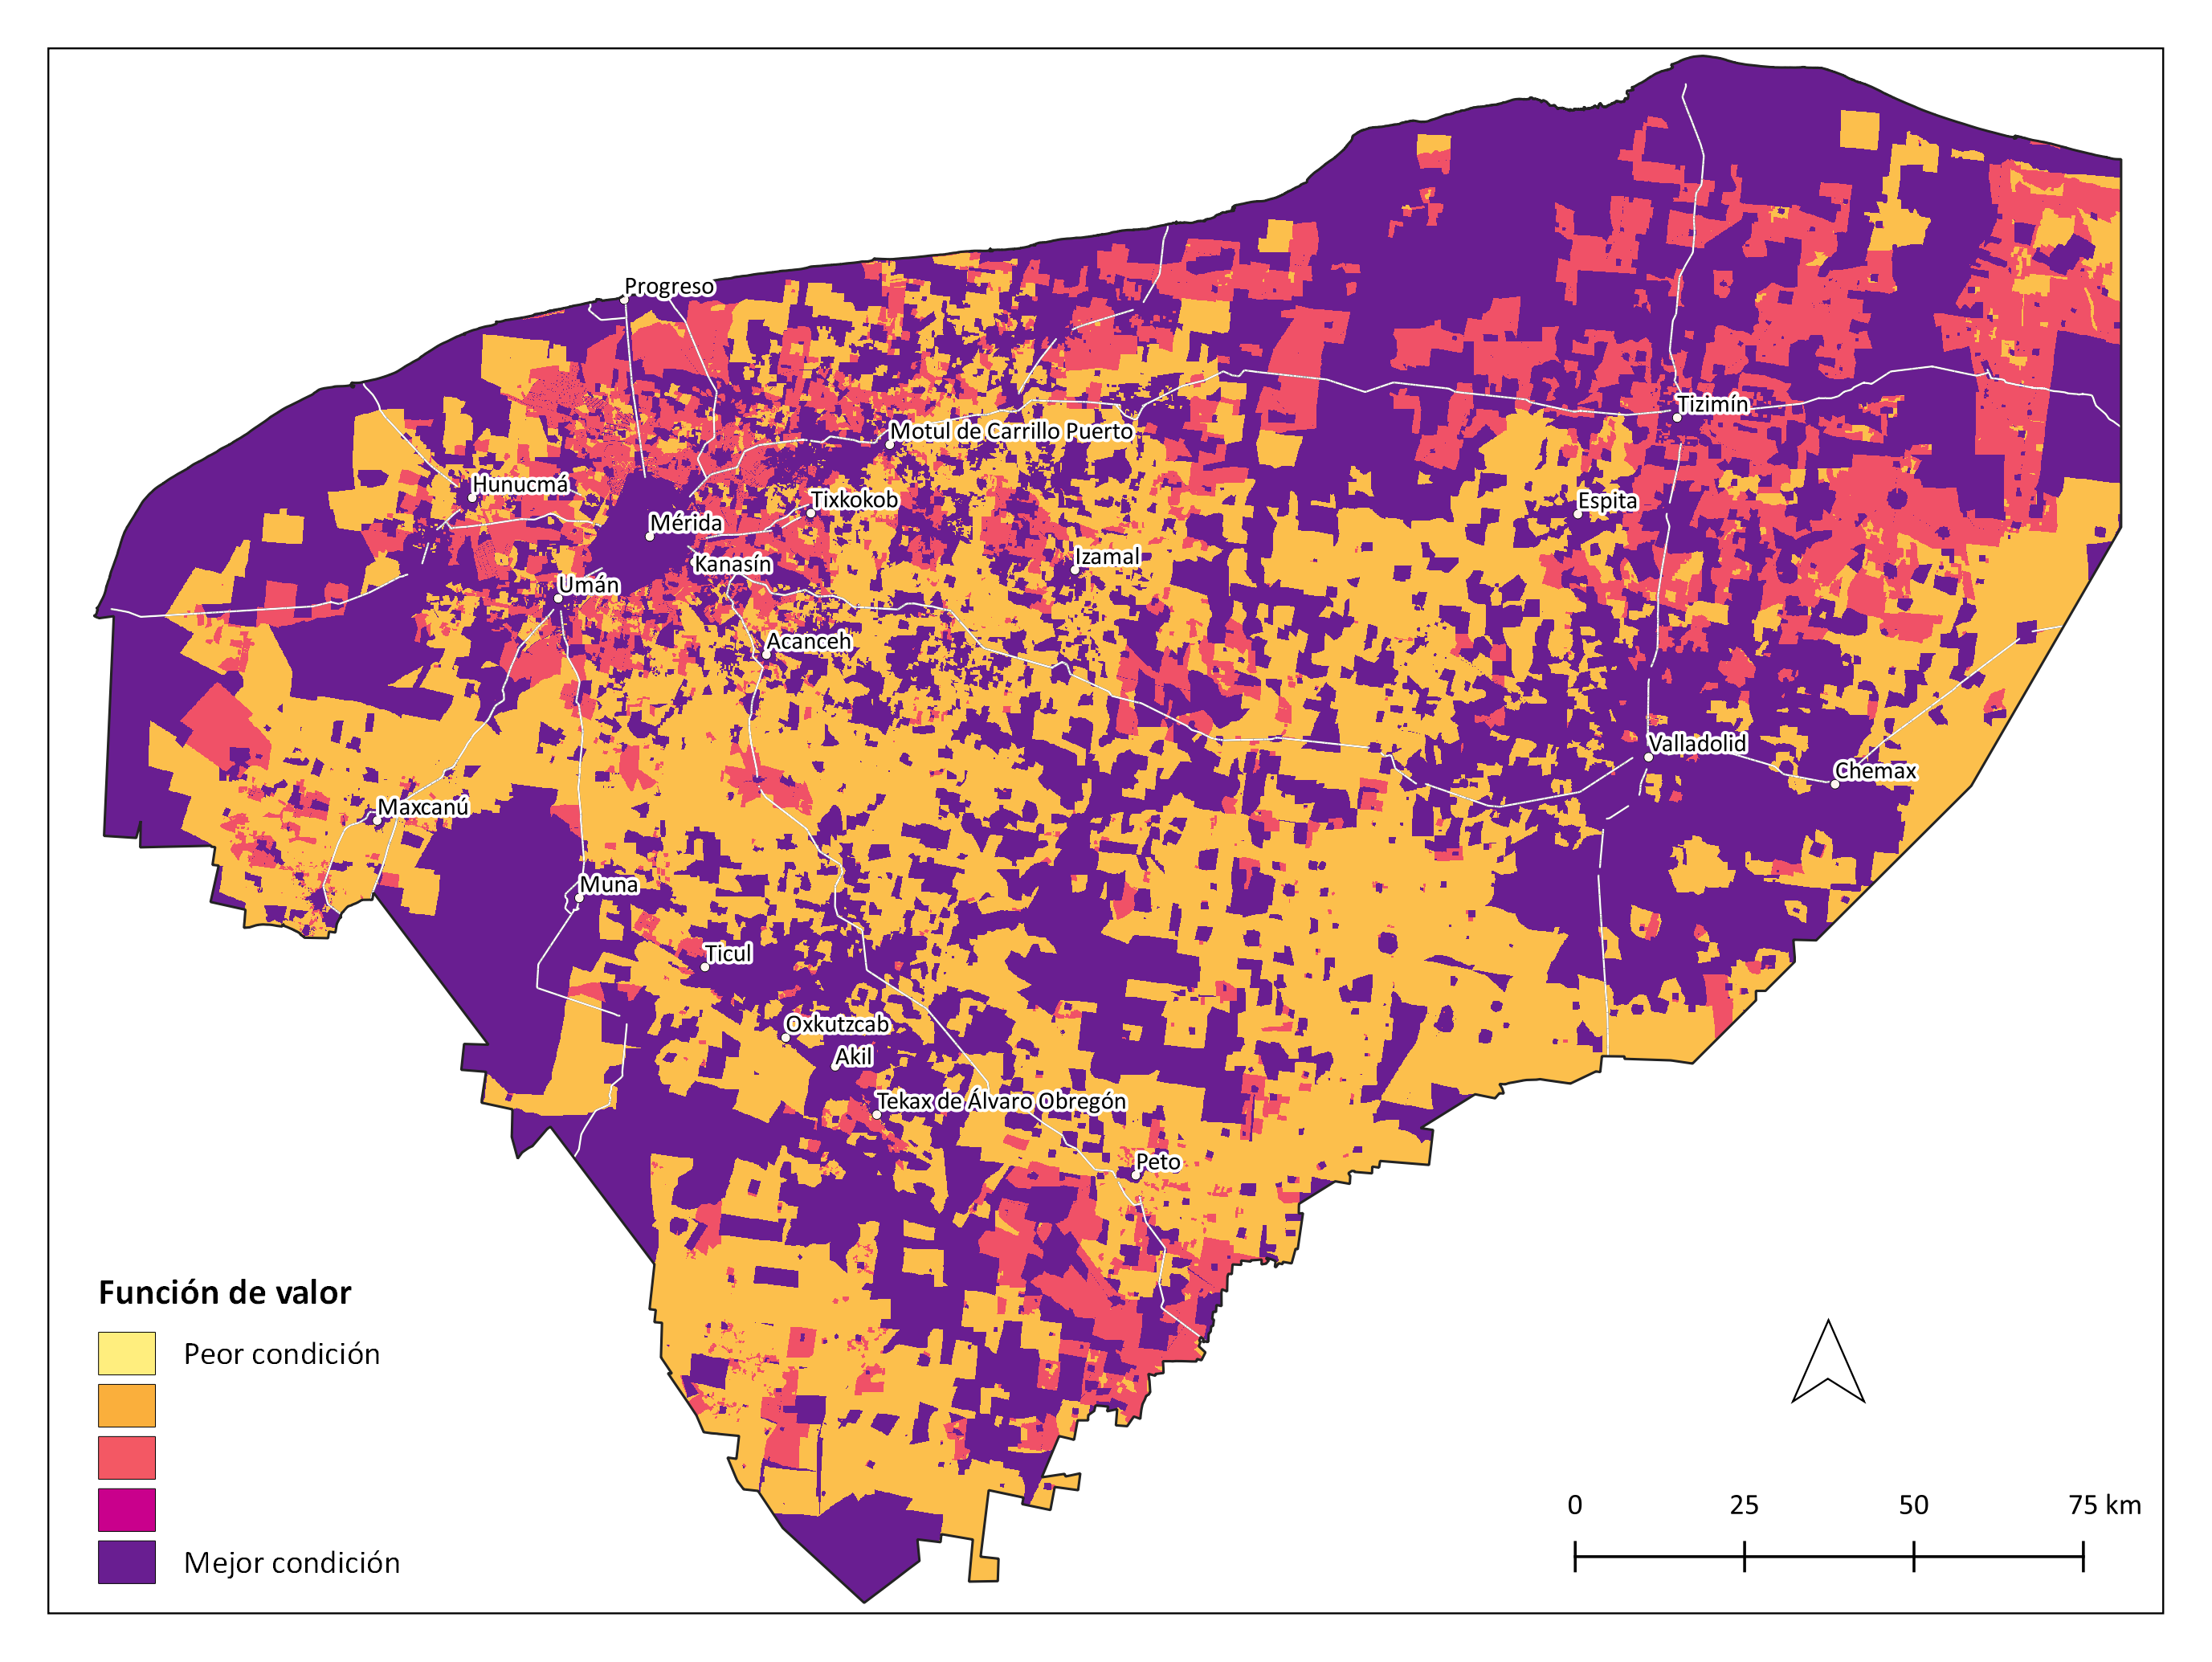 Progreso
Tizimín
Motul de Carrillo Puerto
Hunucmá
Tixkokob
Espita
Mérida
Izamal
Kanasín
Umán
Acanceh
Valladolid
Chemax
Maxcanú
Muna
Ticul
Oxkutzcab
Akil
Tekax de Álvaro Obregón
Peto
Función de valor
Peor condición
Mejor condición
0 25 50 75 km